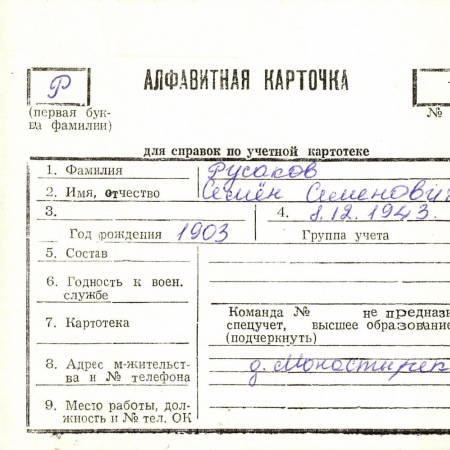 Р
АЛФАВИТНАЯ КАРТОЧКА
(первая бук-
ва фамилии)
№
для справок по учетной картотеке
1. Фамилия Русаков
2. Имя, отчество Семён Семенович
3. 4. 8.12.1943.
Год рождения 1903 Группа учета
5. Состав
6. Годность к воен.
службе
7. Картотека
Команда № не предназн
спецучет, высшее образование
(подчеркнуть)
8. Адрес м-жительст-
ва и № телефона
д.
9. Место работы, дол-
жность и № тел. ОК